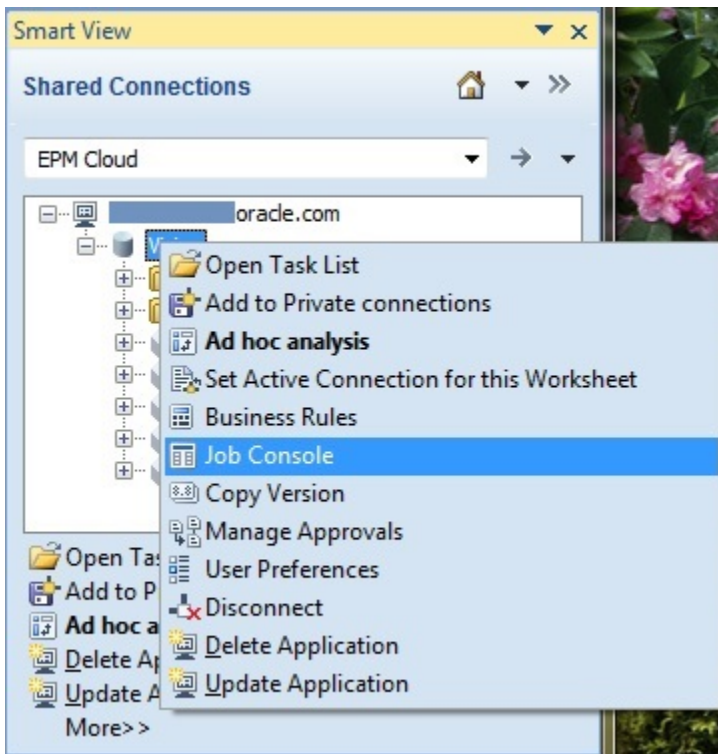 Smart View
Shared Connections
EPM Cloud
oracle.com
Open Task List
Add to Private connections
Ad hoc analysis
Set Active Connection for this Worksheet
Business Rules
Job Console
Copy Version
Manage Approvals
User Preferences
Disconnect
Delete Application
Update Application
Open Ta
Add to P
Ad hoc a
Delete Ap
Update A
More>>